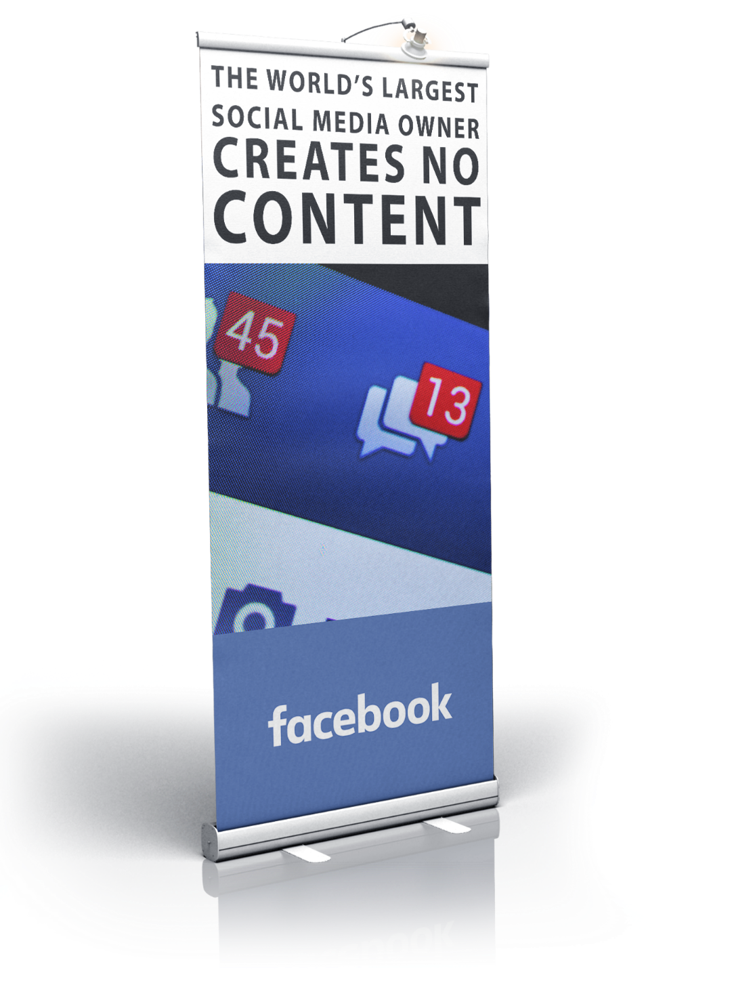 THE WORLD'S LARGEST
SOCIAL MEDIA OWNER
CREATES NO
CONTENT
45
13
facebook